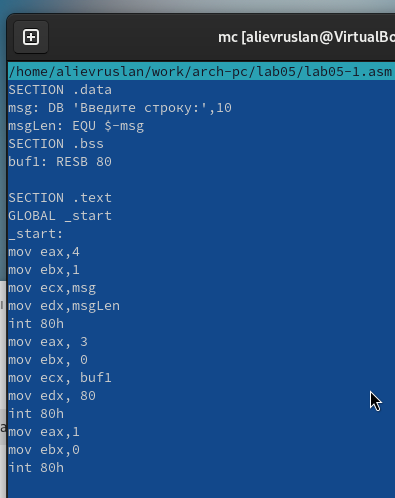 mc [alievruslan@VirtualBo
/home/alievruslan/work/arch-pc/lab05/lab05-1.asm
SECTION .data
msg: DB 'Введите строку:',10
msgLen: EQU $-msg
SECTION .bss
buf1: RESB 80
SECTION .text
GLOBAL _start
_start:
mov eax,4
mov ebx,1
mov ecx,msg
mov edx,msgLen
int 80h
mov eax, 3
mov ebx, 0
mov ecx, buf1
mov edx, 80
int 80h
mov eax,1
mov ebx,0
int 80h